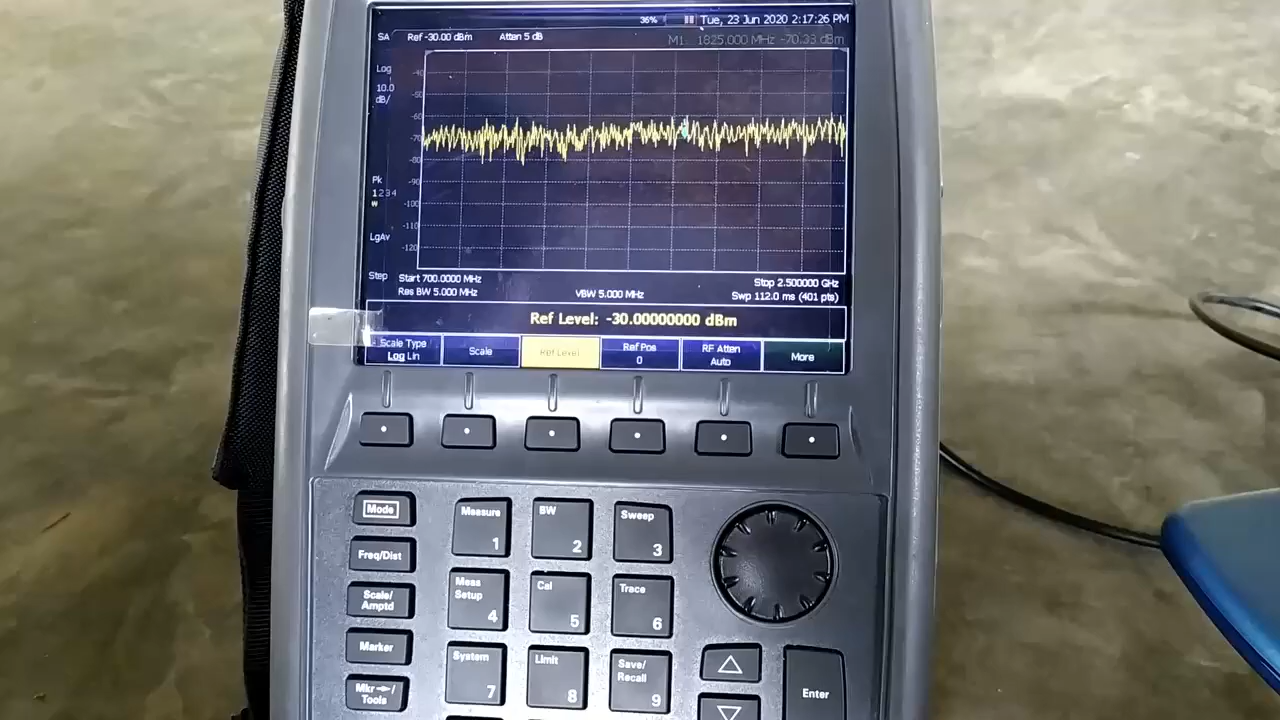 36% Tue, 23 Jun 2020 2:17:26 PM
SA Ref -30.00 dBm Atten 5 dB
M1: 1825.000 MHz -70.33 dBm
Log
10.0
dB/
-40
-50
-60
-70
-80
-90
-100
-110
-120
Pk
1234
W
LgAv
Step
Start 700.0000 MHz Stop 2.500000 GHz
Res BW 5.000 MHz VBW 5.000 MHz Swp 112.0 ms (401 pts)
Ref Level: -30.00000000 dBm
Scale Type
Log Lin
Scale
Ref Level
Ref Pos
0
RF Atten
Auto
More
Mode
Measure
1
BW
2
Sweep
3
Freq/Dist
Scale/
Amptd
Meas
Setup
4
Cal
5
Trace
6
Marker
System
7
Limit
8
Save/
Recall
9
Mkr→/
Tools
Enter